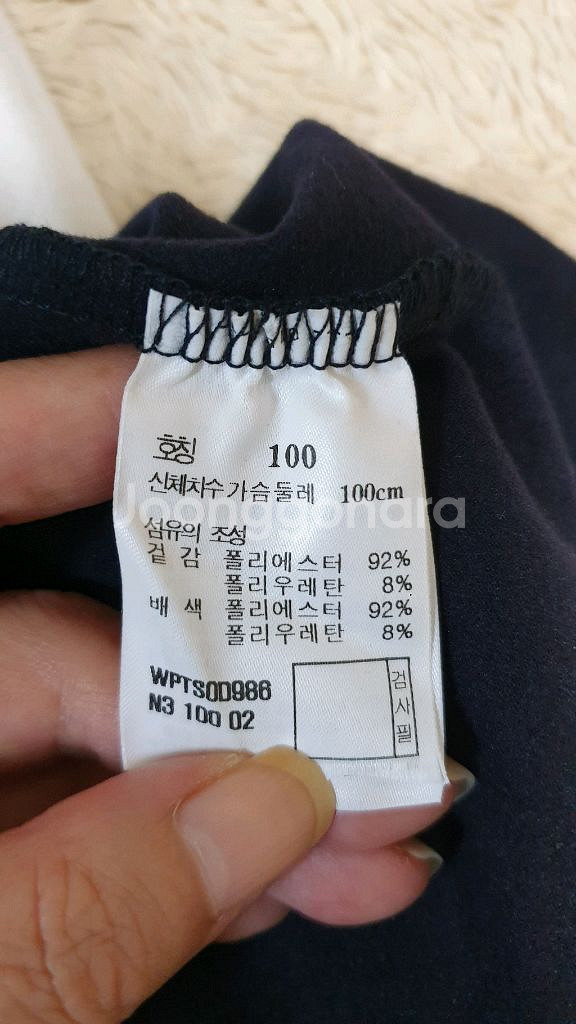 호칭 100
신체치수 가슴둘레 100cm
Joonggonara
섬유의 조성
겉감 폴리에스터 92%
폴리우레탄 8%
배색 폴리에스터 92%
폴리우레탄 8%
WPTS0D986
N3 100 02
검사필